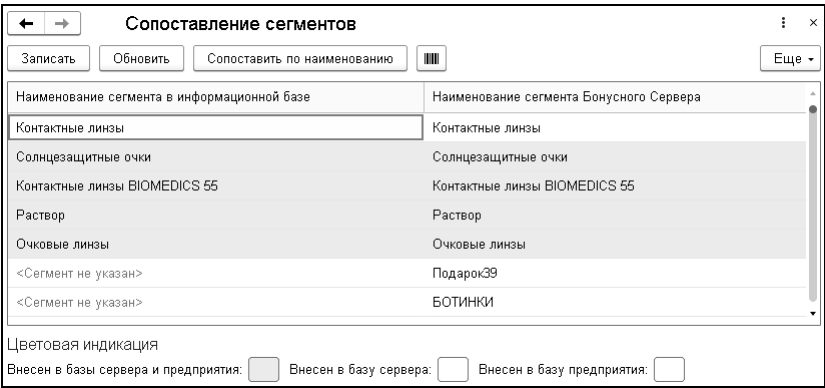 Сопоставление сегментов
Записать Обновить Сопоставить по наименованию Еще
Наименование сегмента в информационной базе Наименование сегмента Бонусного Сервера
Контактные линзы Контактные линзы
Солнцезащитные очки Солнцезащитные очки
Контактные линзы BIOMEDICS 55 Контактные линзы BIOMEDICS 55
Раствор Раствор
Очковые линзы Очковые линзы
<Сегмент не указан> Подарок39
<Сегмент не указан> БОТИНКИ
Цветовая индикация
Внесен в базы сервера и предприятия: Внесен в базу сервера: Внесен в базу предприятия: